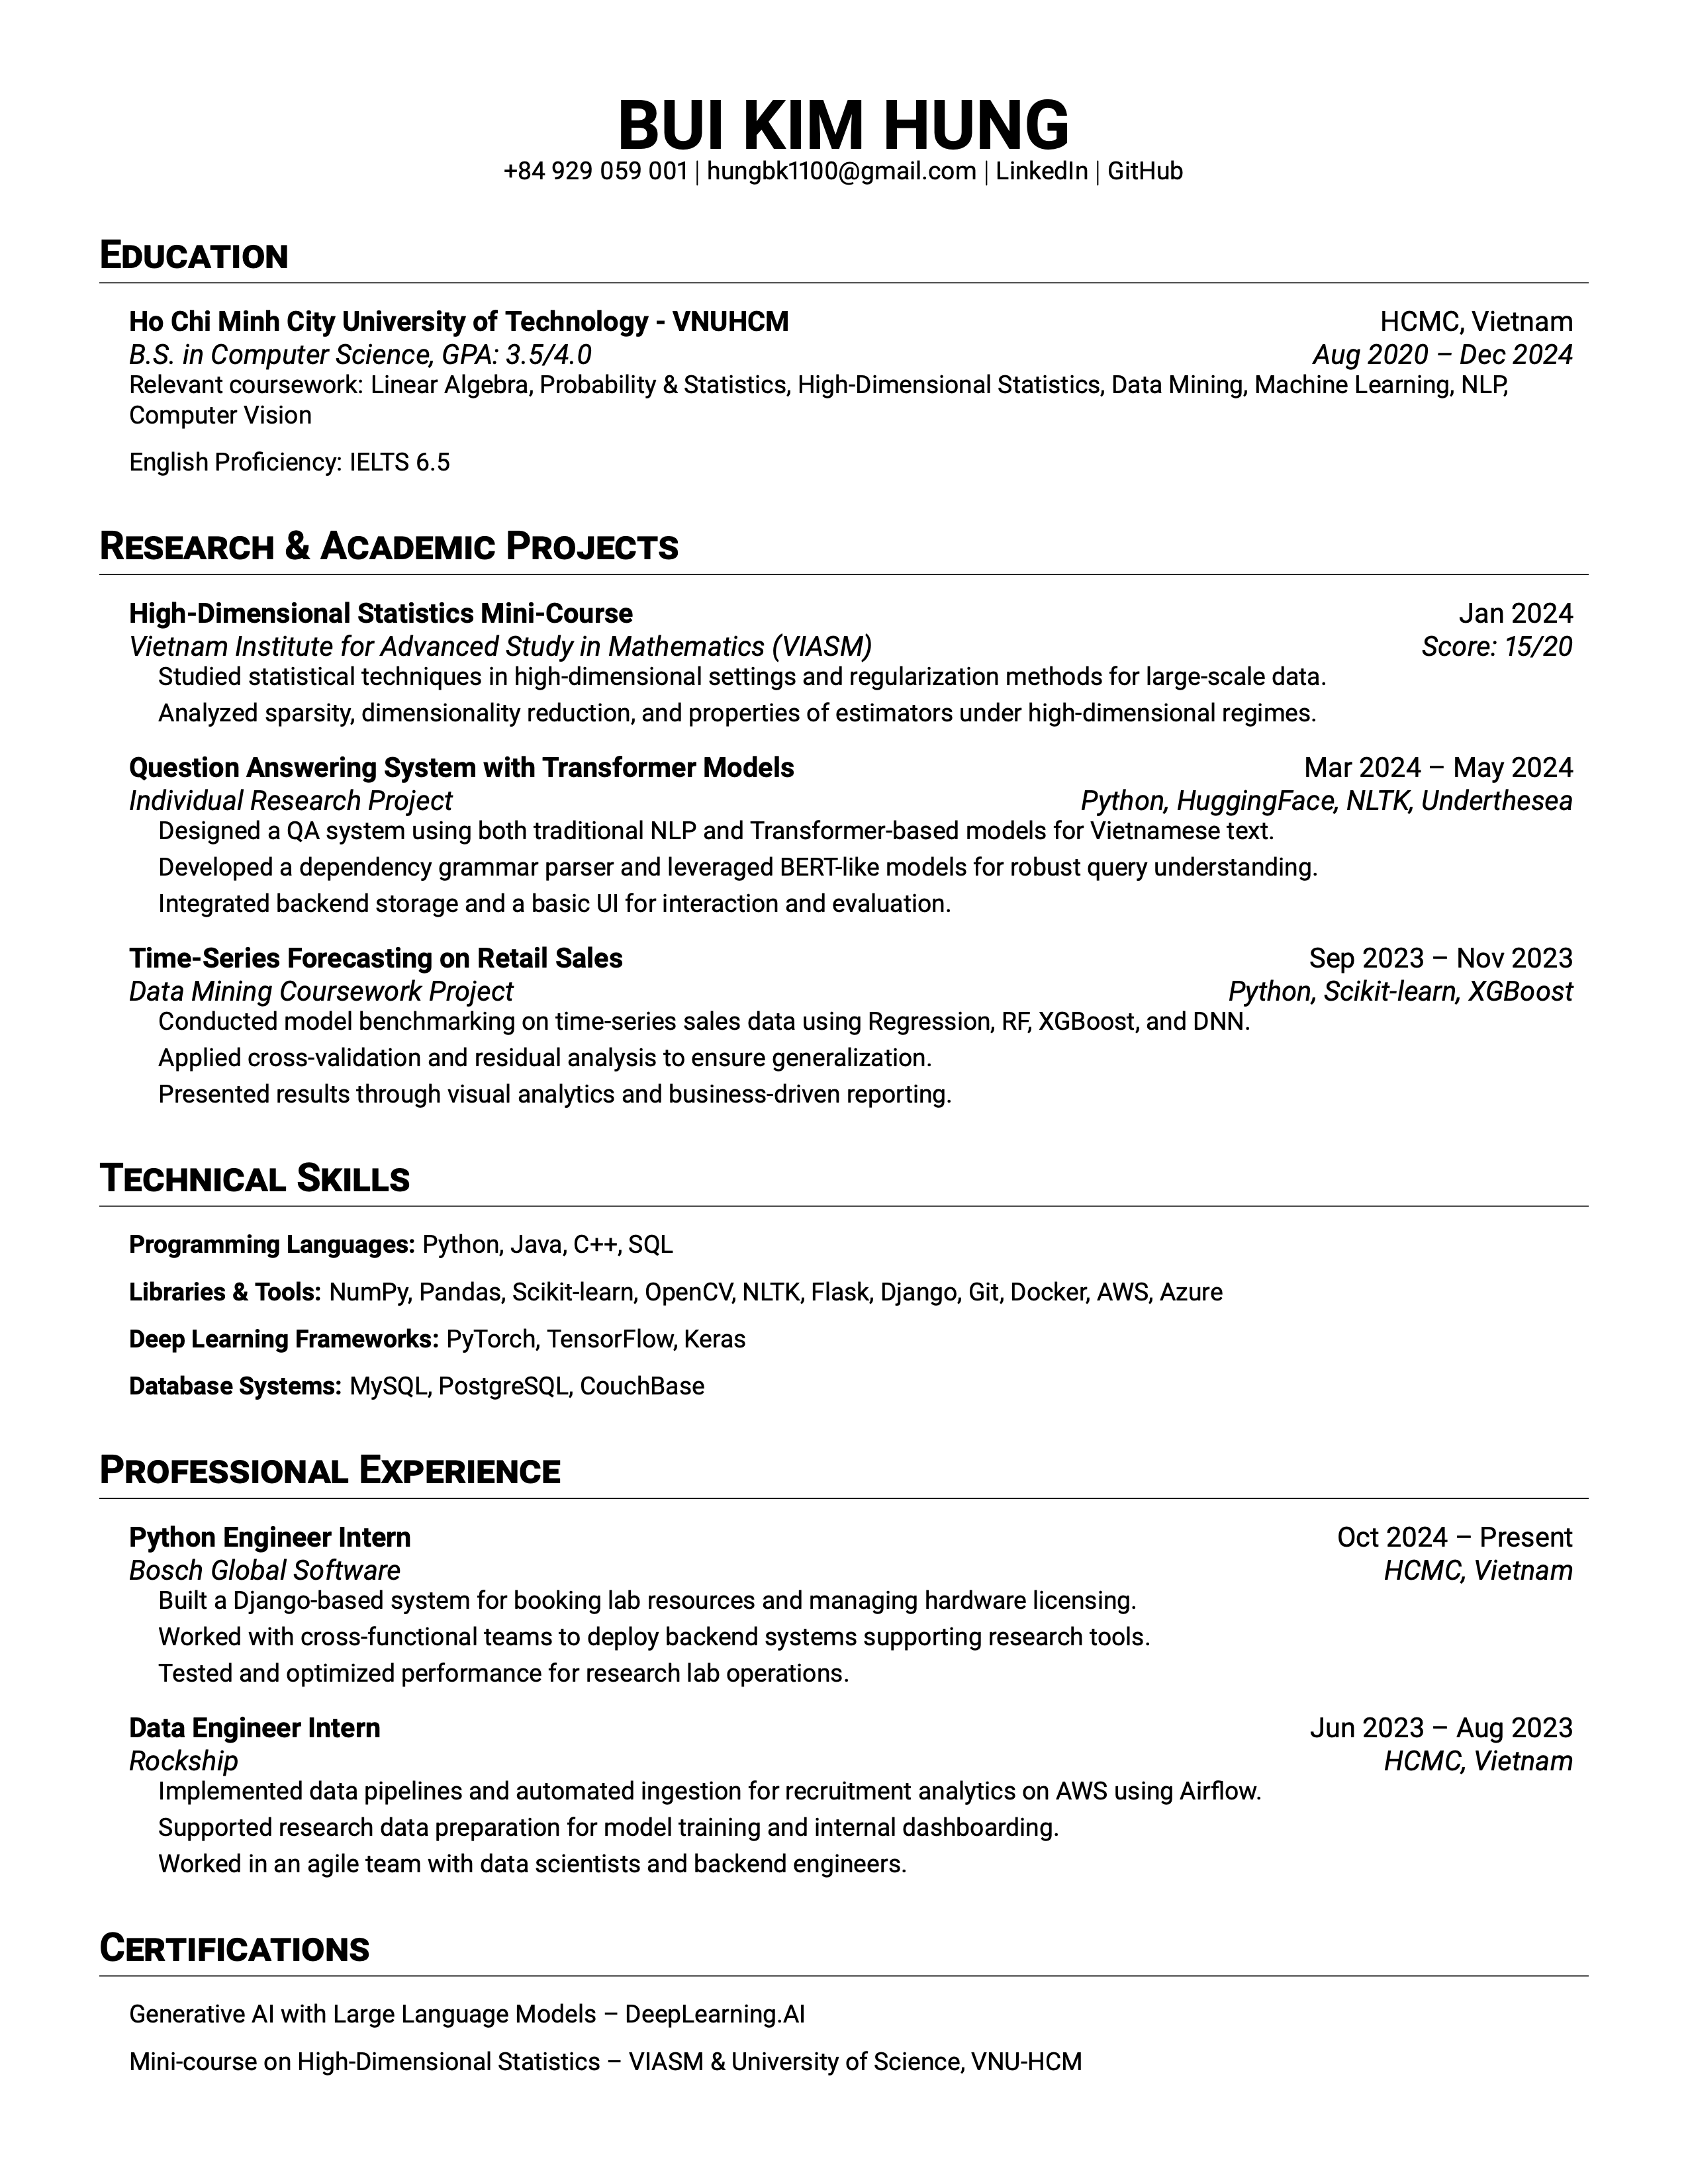 BUI KIM HUNG
+84 929 059 001 | hungbk1100@gmail.com | LinkedIn | GitHub
EDUCATION
Ho Chi Minh City University of Technology - VNUHCM HCMC, Vietnam
B.S. in Computer Science, GPA: 3.5/4.0 Aug 2020 – Dec 2024
Relevant coursework: Linear Algebra, Probability & Statistics, High-Dimensional Statistics, Data Mining, Machine Learning, NLP,
Computer Vision
English Proficiency: IELTS 6.5
RESEARCH & ACADEMIC PROJECTS
High-Dimensional Statistics Mini-Course Jan 2024
Vietnam Institute for Advanced Study in Mathematics (VIASM) Score: 15/20
Studied statistical techniques in high-dimensional settings and regularization methods for large-scale data.
Analyzed sparsity, dimensionality reduction, and properties of estimators under high-dimensional regimes.
Question Answering System with Transformer Models Mar 2024 – May 2024
Individual Research Project Python, HuggingFace, NLTK, Underthesea
Designed a QA system using both traditional NLP and Transformer-based models for Vietnamese text.
Developed a dependency grammar parser and leveraged BERT-like models for robust query understanding.
Integrated backend storage and a basic UI for interaction and evaluation.
Time-Series Forecasting on Retail Sales Sep 2023 – Nov 2023
Data Mining Coursework Project Python, Scikit-learn, XGBoost
Conducted model benchmarking on time-series sales data using Regression, RF, XGBoost, and DNN.
Applied cross-validation and residual analysis to ensure generalization.
Presented results through visual analytics and business-driven reporting.
TECHNICAL SKILLS
Programming Languages: Python, Java, C++, SQL
Libraries & Tools: NumPy, Pandas, Scikit-learn, OpenCV, NLTK, Flask, Django, Git, Docker, AWS, Azure
Deep Learning Frameworks: PyTorch, TensorFlow, Keras
Database Systems: MySQL, PostgreSQL, CouchBase
PROFESSIONAL EXPERIENCE
Python Engineer Intern Oct 2024 – Present
Bosch Global Software HCMC, Vietnam
Built a Django-based system for booking lab resources and managing hardware licensing.
Worked with cross-functional teams to deploy backend systems supporting research tools.
Tested and optimized performance for research lab operations.
Data Engineer Intern Jun 2023 – Aug 2023
Rockship HCMC, Vietnam
Implemented data pipelines and automated ingestion for recruitment analytics on AWS using Airflow.
Supported research data preparation for model training and internal dashboarding.
Worked in an agile team with data scientists and backend engineers.
CERTIFICATIONS
Generative AI with Large Language Models – DeepLearning.AI
Mini-course on High-Dimensional Statistics – VIASM & University of Science, VNU-HCM